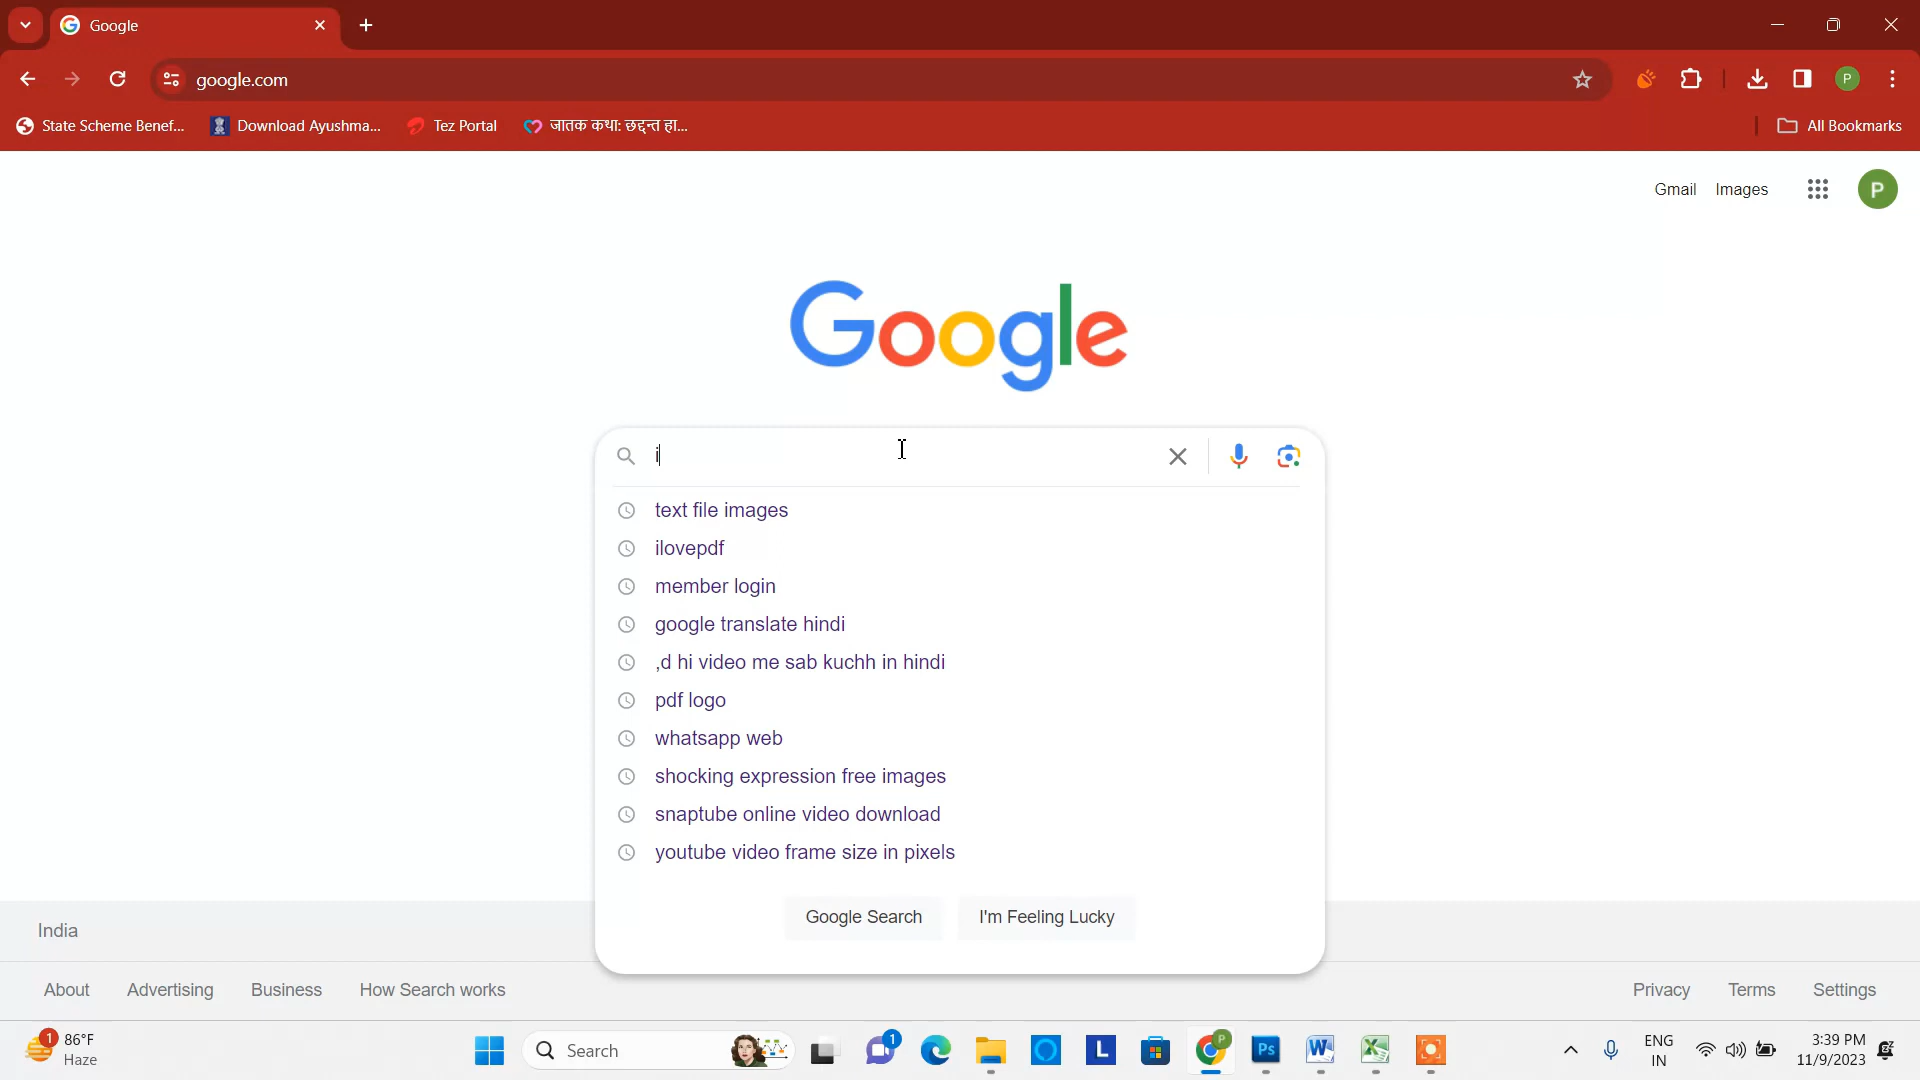 Google
google.com
State Scheme Benef...
Download Ayushma...
Tez Portal
जातक कथा: छद्दन्त हा...
All Bookmarks
P
Gmail
Images
P
Google
i
text file images
ilovepdf
member login
google translate hindi
,d hi video me sab kuchh in hindi
pdf logo
whatsapp web
shocking expression free images
snaptube online video download
youtube video frame size in pixels
Google Search
I'm Feeling Lucky
India
About
Advertising
Business
How Search works
Privacy
Terms
Settings
1
86°F
Haze
Search
1
L
P
Ps
W
X
ENG
IN
3:39 PM
11/9/2023